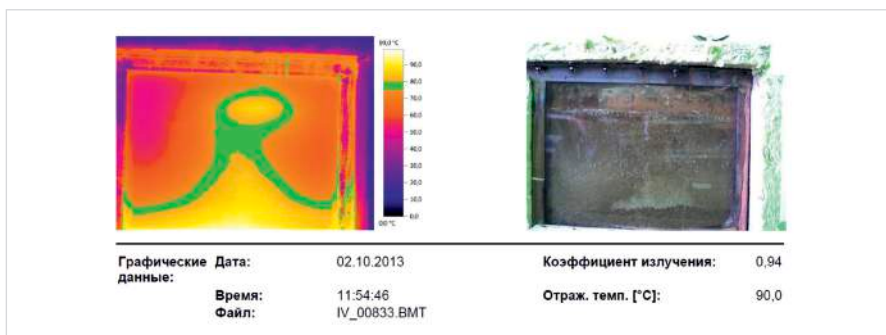 99,0 °C
90,0
80,0
70,0
60,0
50,0
40,0
30,0
20,0
10,0
0,0
Графические Дата: 02.10.2013 Коэффициент излучения: 0,94
данные:
Время: 11:54:46 Отраж. темп. [°C]: 90,0
Файл: IV_00833.BMT